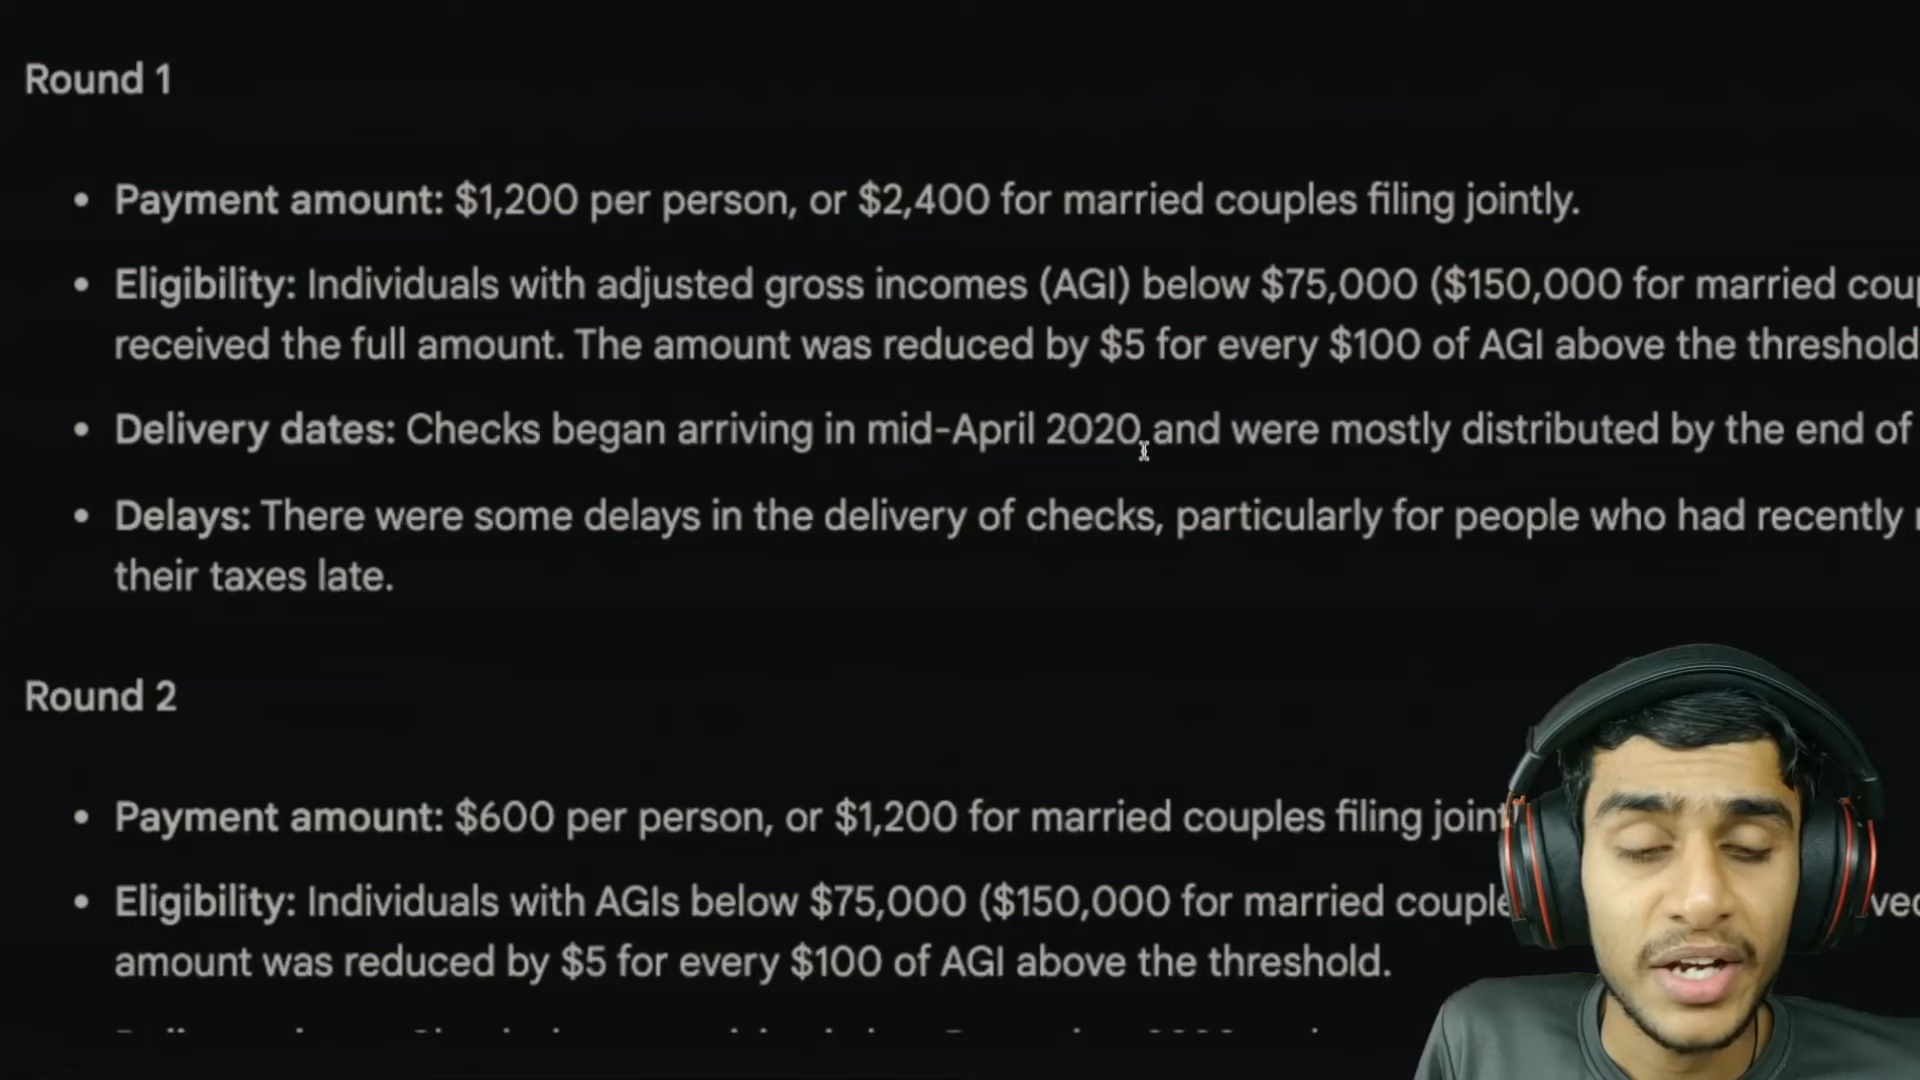 Round 1
• Payment amount: $1,200 per person, or $2,400 for married couples filing jointly.
• Eligibility: Individuals with adjusted gross incomes (AGI) below $75,000 ($150,000 for married
received the full amount. The amount was reduced by $5 for every $100 of AGI above the threshold
• Delivery dates: Checks began arriving in mid-April 2020 and were mostly distributed by the end of
• Delays: There were some delays in the delivery of checks, particularly for people who had recently
their taxes late.
Round 2
• Payment amount: $600 per person, or $1,200 for married couples filing
• Eligibility: Individuals with AGIs below $75,000 ($150,000 for married
amount was reduced by $5 for every $100 of AGI above the threshold.